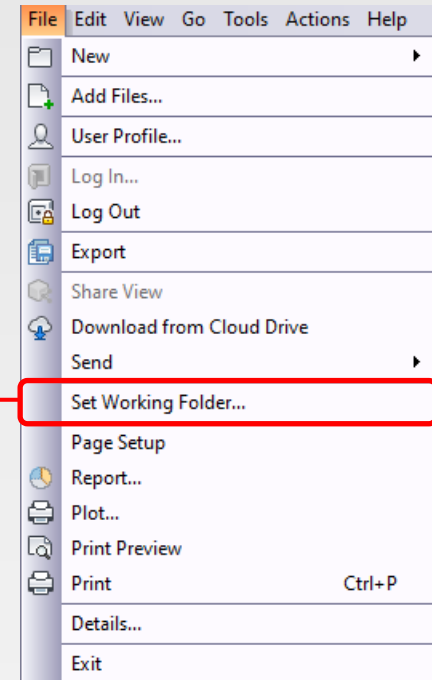 File Edit View Go Tools Actions Help
New
Add Files...
User Profile...
Log In...
Log Out
Export
Share View
Download from Cloud Drive
Send
Set Working Folder...
Page Setup
Report...
Plot...
Print Preview
Print Ctrl+P
Details...
Exit